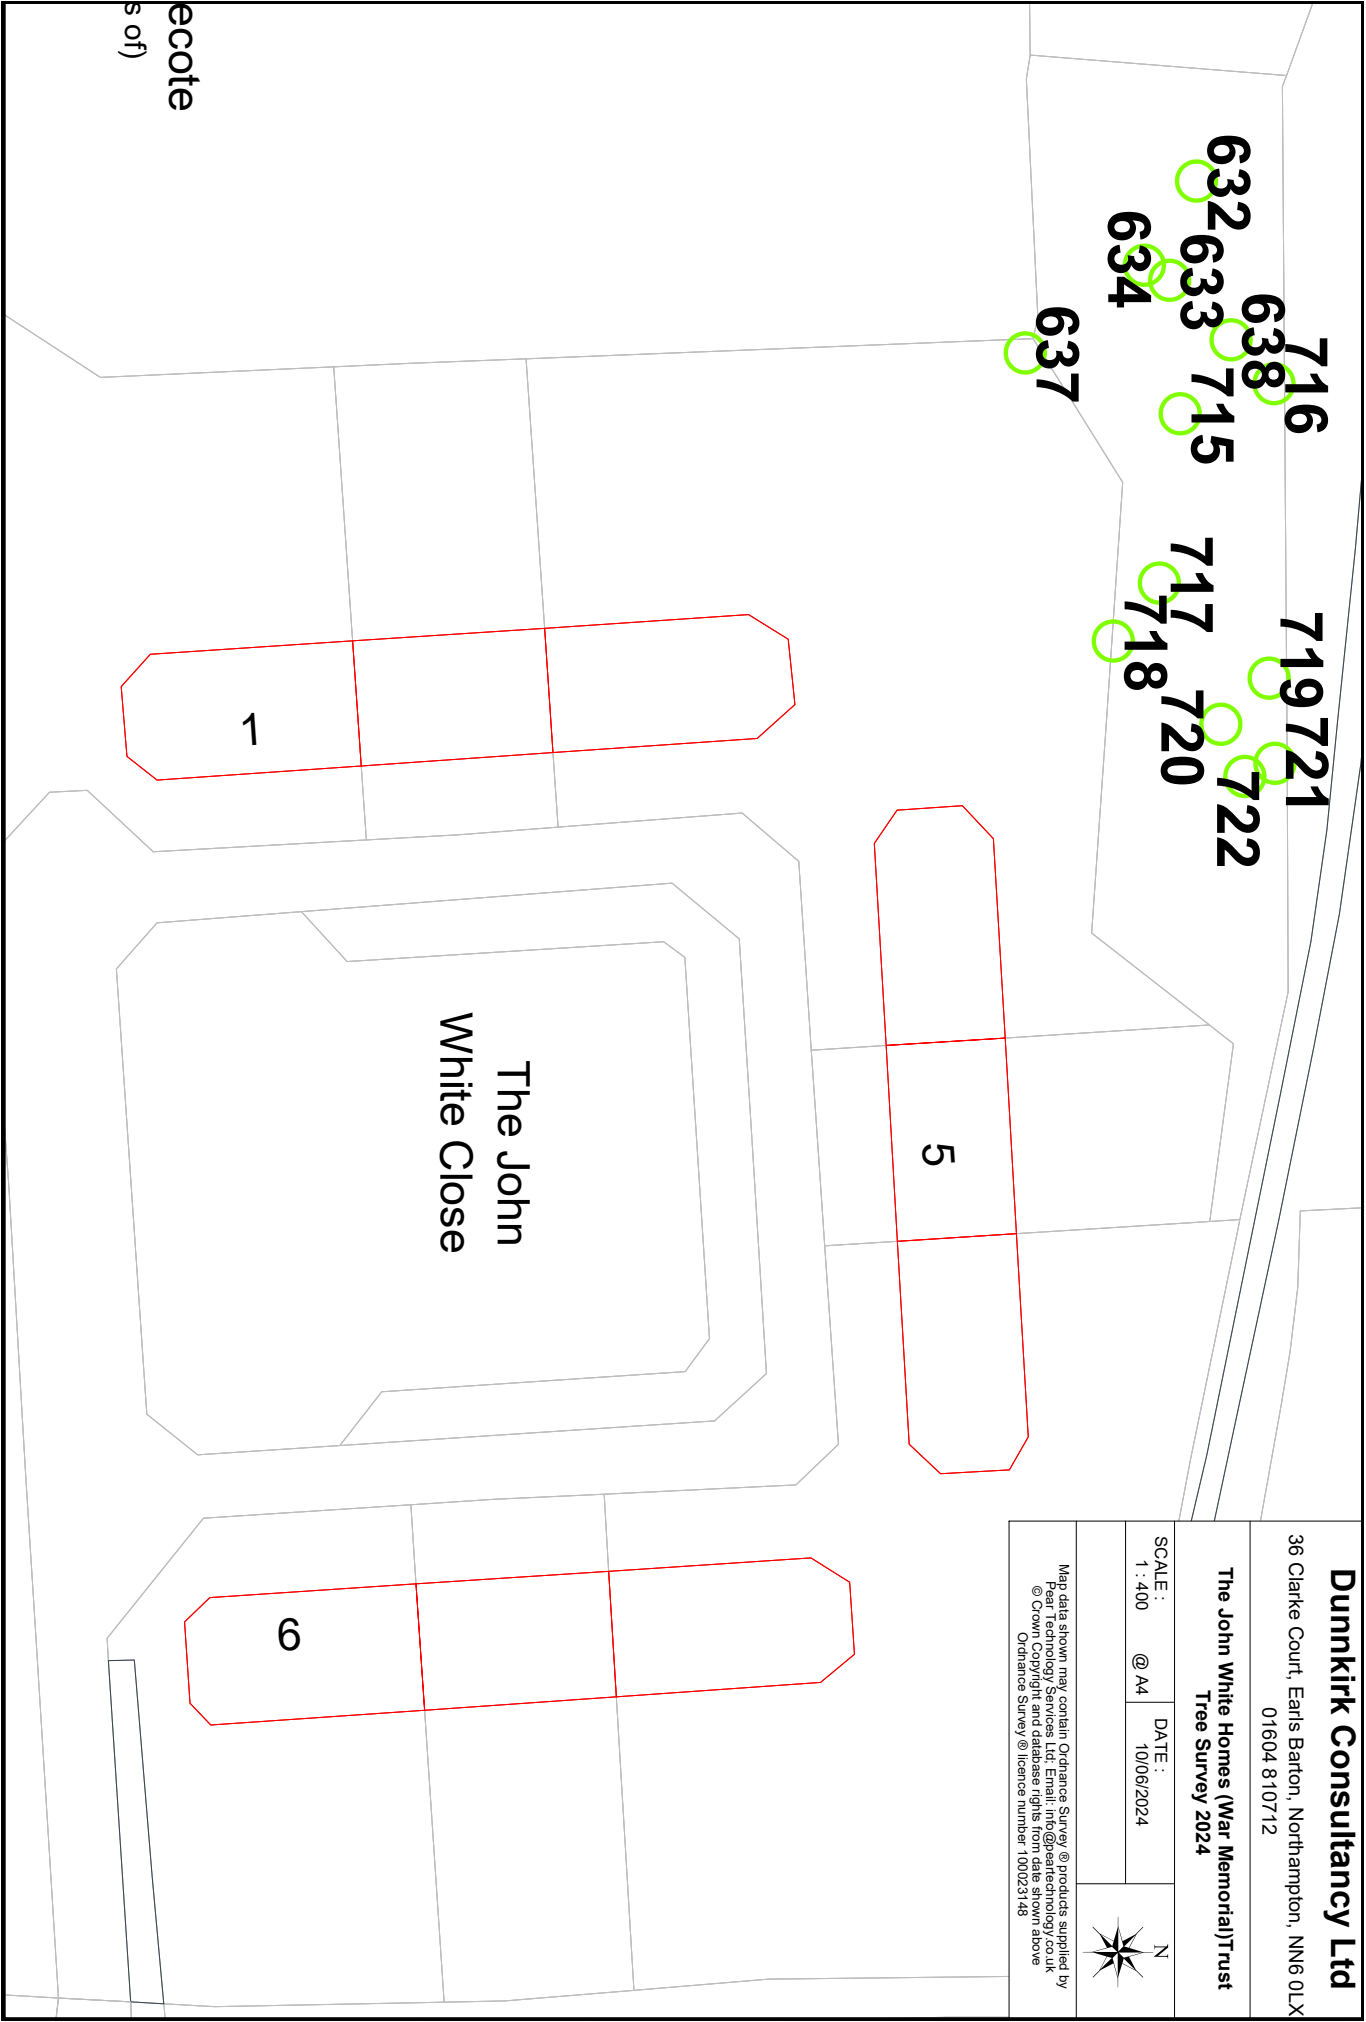 Dunnkirk Consultancy Ltd
36 Clarke Court, Earls Barton, Northampton, NN6 0LX
01604 810712
The John White Homes (War Memorial)Trust
Tree Survey 2024
SCALE :
1 : 400 @ A4
DATE :
10/06/2024
N
Map data shown may contain Ordnance Survey ® products supplied by
Pear Technology Services Ltd; Email: info@peartechnology.co.uk
© Crown Copyright and database rights from date shown above
Ordnance Survey ® licence number 100023148
716
719
721
632
638
633
715
722
634
717
720
718
637
5
The John
White Close
1
6
ecote
s of)